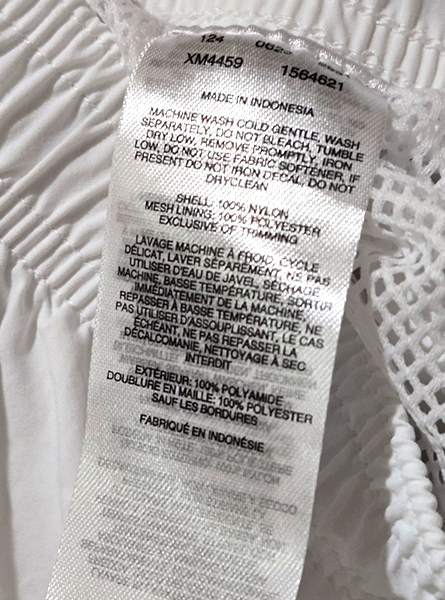 124
XM4459 1564621
MADE IN INDONESIA
MACHINE WASH COLD GENTLE, WASH
SEPARATELY, DO NOT BLEACH, TUMBLE
DRY LOW, REMOVE PROMPTLY, IRON
LOW, DO NOT USE FABRIC SOFTENER, IF
PRESENT DO NOT IRON DECAL, DO NOT
DRYCLEAN
SHELL: 100% NYLON
MESH LINING: 100% POLYESTER
EXCLUSIVE OF TRIMMING
LAVAGE MACHINE À FROID, CYCLE
DÉLICAT, LAVER SÉPARÉMENT, NE PAS
UTILISER D'EAU DE JAVEL, SÉCHAGE
MACHINE, BASSE TEMPÉRATURE, SORTIR
IMMÉDIATEMENT DE LA MACHINE,
REPASSER À BASSE TEMPÉRATURE, NE
PAS UTILISER D'ASSOUPLISSANT, LE CAS
ÉCHÉANT, NE PAS REPASSER LA
DÉCALCOMANIE, NETTOYAGE À SEC
INTERDIT
EXTÉRIEUR: 100% POLYAMIDE
DOUBLURE EN MAILLE: 100% POLYESTER
SAUF LES BORDURES
FABRIQUÉ EN INDONÉSIE